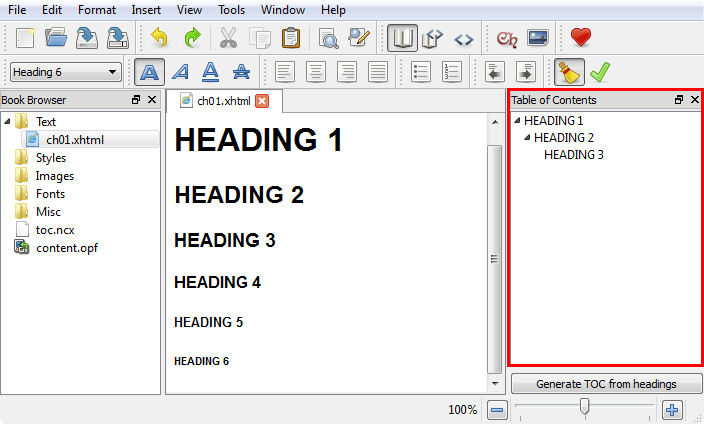 File Edit Format Insert View Tools Window Help
Heading 6
A A A A
Book Browser
Text
ch01.xhtml
Styles
Images
Fonts
Misc
toc.ncx
content.opf
ch01.xhtml
HEADING 1
HEADING 2
HEADING 3
HEADING 4
HEADING 5
HEADING 6
Table of Contents
HEADING 1
HEADING 2
HEADING 3
Generate TOC from headings
100%